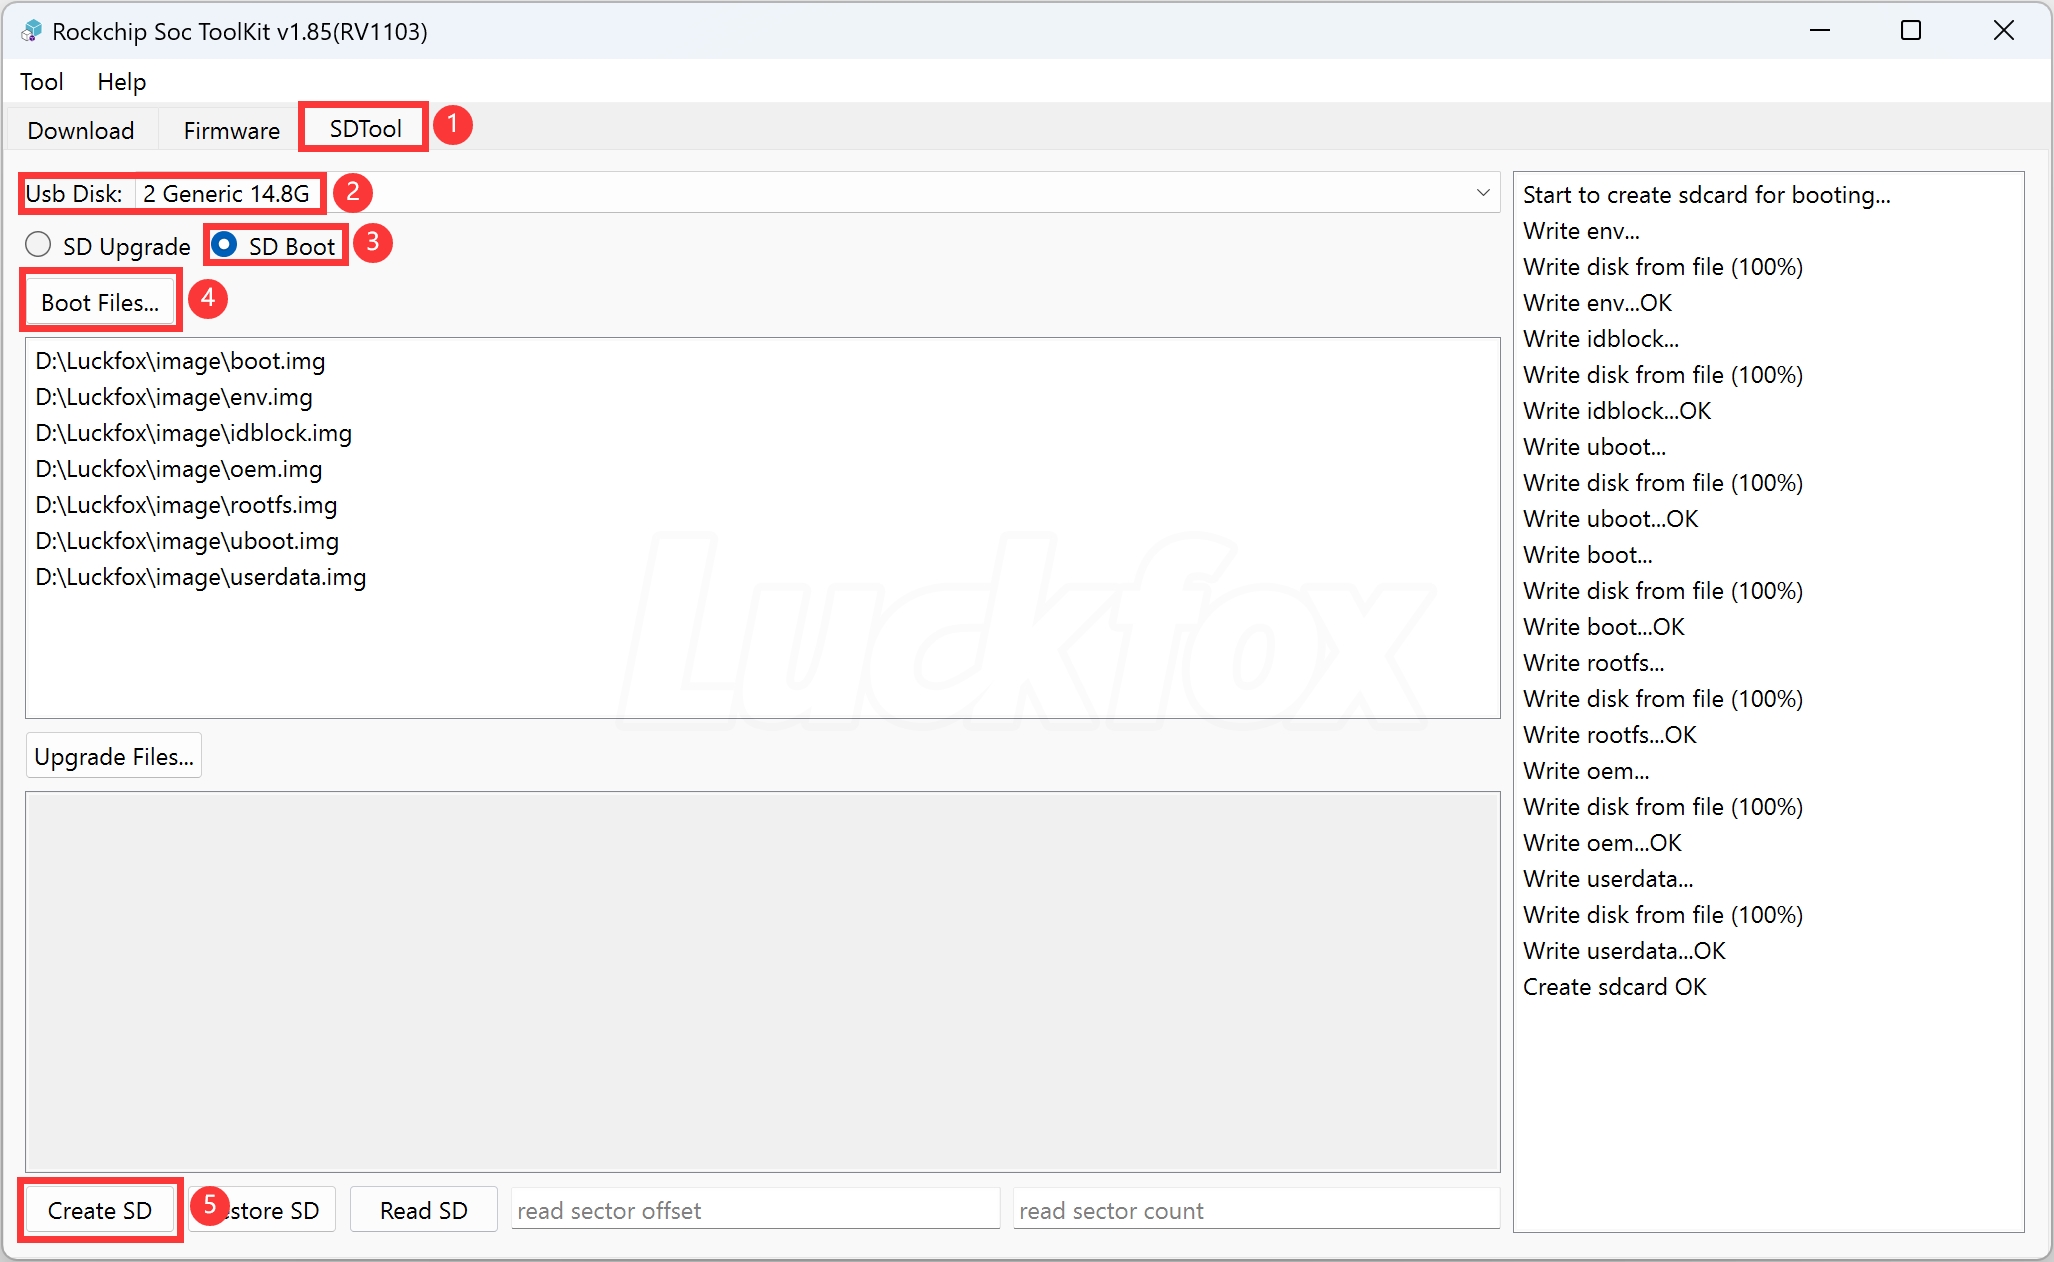 Rockchip Soc ToolKit v1.85(RV1103)
Tool Help
Download Firmware SDTool 1
Usb Disk: 2 Generic 14.8G 2
SD Upgrade SD Boot 3
Boot Files... 4
D:\Luckfox\image\boot.img
D:\Luckfox\image\env.img
D:\Luckfox\image\idblock.img
D:\Luckfox\image\oem.img
D:\Luckfox\image\rootfs.img
D:\Luckfox\image\uboot.img
D:\Luckfox\image\userdata.img
Luckfox
Upgrade Files...
Create SD 5 store SD Read SD read sector offset read sector count
Start to create sdcard for booting...
Write env...
Write disk from file (100%)
Write env...OK
Write idblock...
Write disk from file (100%)
Write idblock...OK
Write uboot...
Write disk from file (100%)
Write uboot...OK
Write boot...
Write disk from file (100%)
Write boot...OK
Write rootfs...
Write disk from file (100%)
Write rootfs...OK
Write oem...
Write disk from file (100%)
Write oem...OK
Write userdata...
Write disk from file (100%)
Write userdata...OK
Create sdcard OK